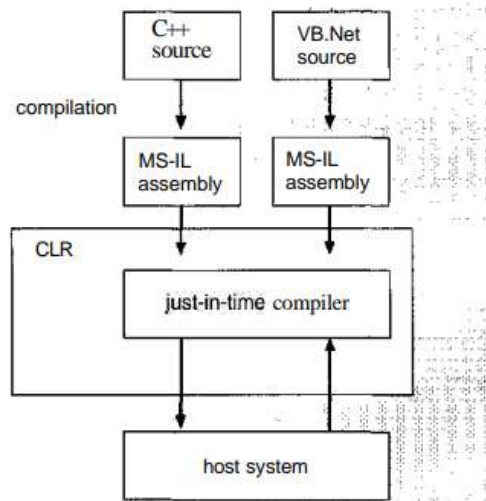 C++ VB.Net
source source
compilation
MS-IL MS-IL
assembly assembly
CLR
just-in-time compiler
host system